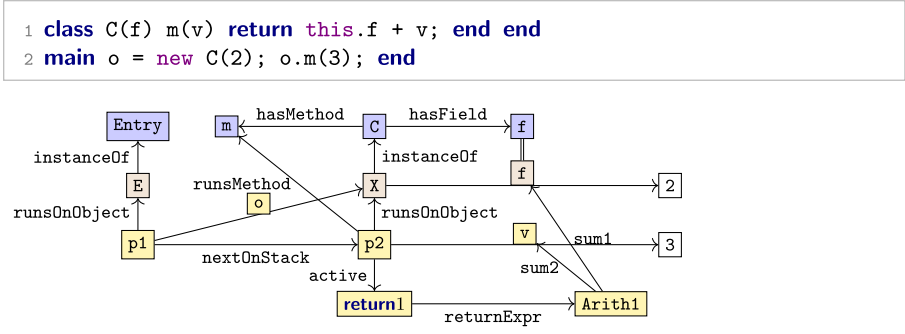 1 class C(f) m(v) return this.f + v; end end
2 main o = new C(2); o.m(3); end
hasMethod hasField
Entry m C f
instanceOf instanceOf
f
E runsMethod X 2
o
runsOnObject runsOnObject
v
p1 p2 sum1 3
nextOnStack sum2
active
return1 Arith1
returnExpr